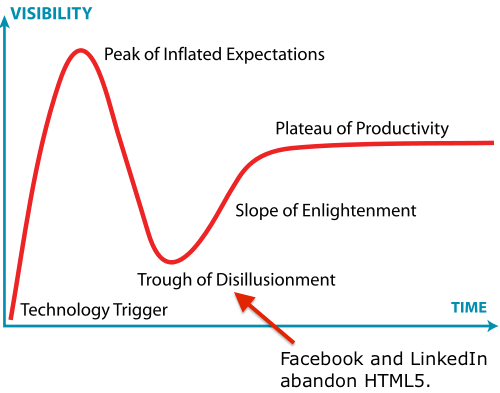 VISIBILITY
Peak of Inflated Expectations
Plateau of Productivity
Slope of Enlightenment
Trough of Disillusionment
Technology Trigger
TIME
Facebook and LinkedIn
abandon HTML5.